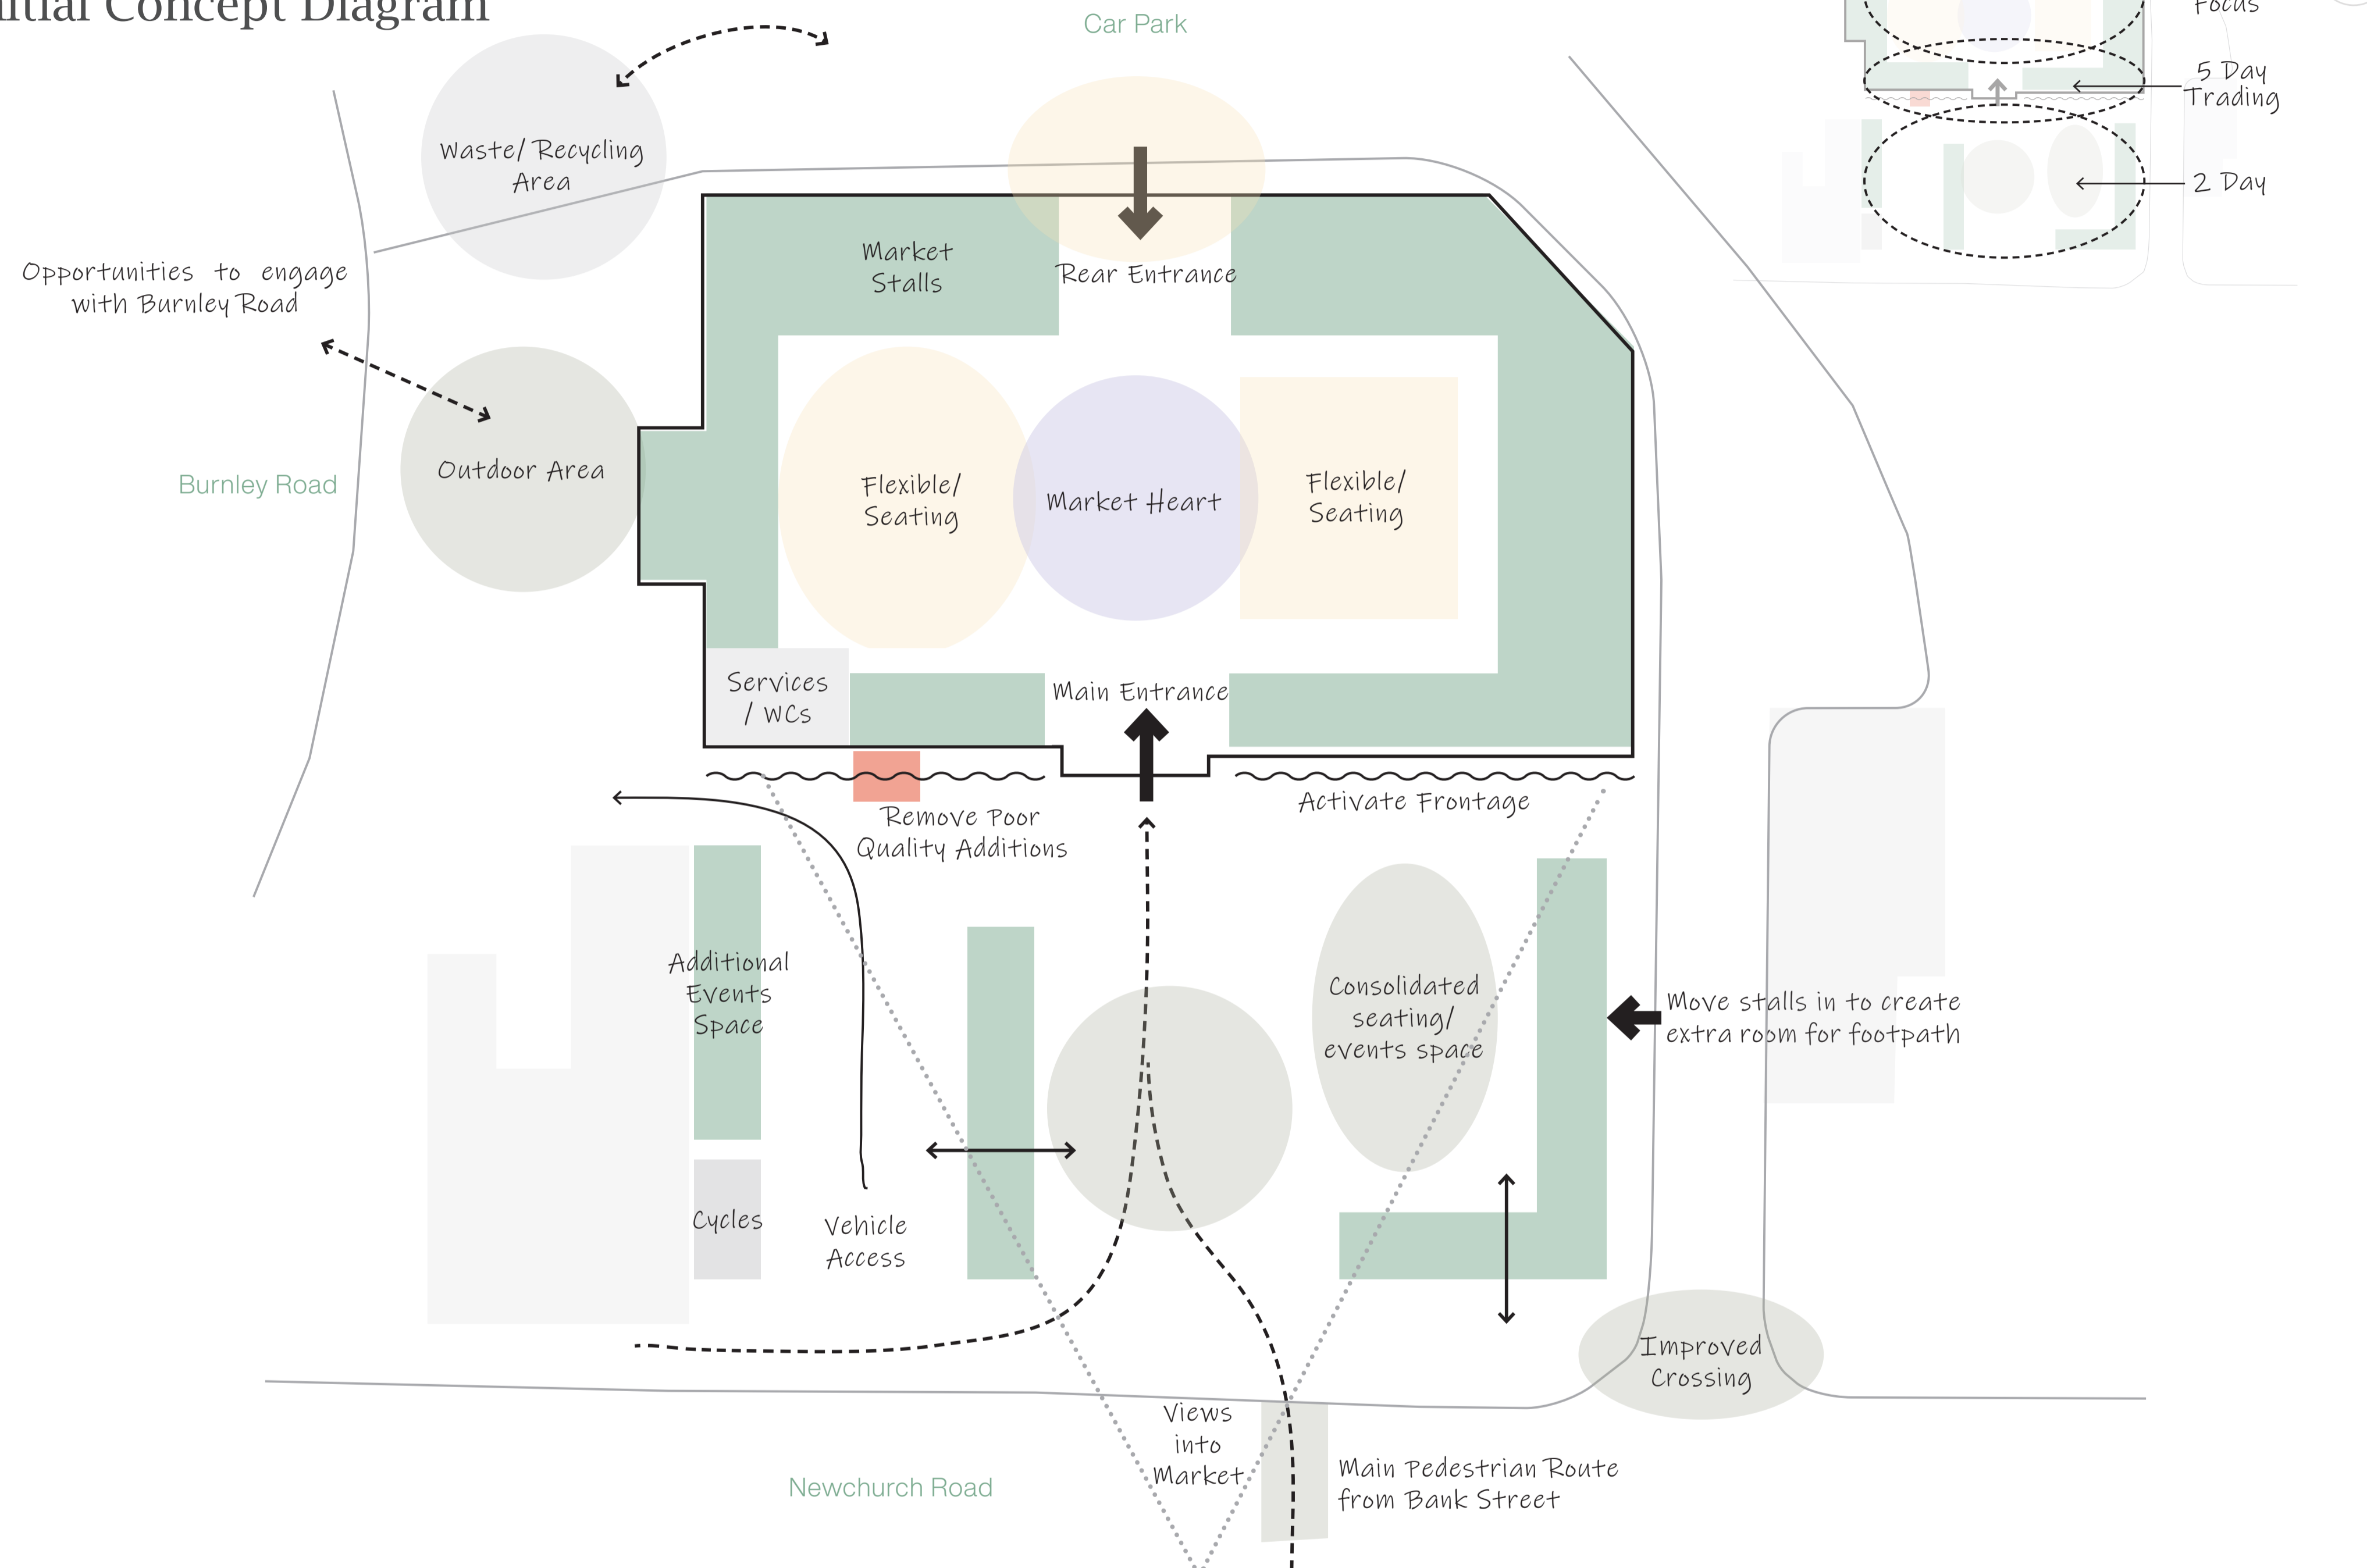 Concept Diagram
Car Park
Focus
5 Day
Trading
2 Day
Waste/ Recycling
Area
Opportunities to engage
with Burnley Road
Market
Stalls
Rear Entrance
Burnley Road
Outdoor Area
Flexible/
Seating
Market Heart
Flexible/
Seating
Services
/ WCs
Main Entrance
Remove Poor
Quality Additions
Activate Frontage
Additional
Events
Space
Consolidated
seating/
events space
Move stalls in to create
extra room for footpath
Cycles
Vehicle
Access
Improved
Crossing
Views
into
Market
Newchurch Road
Main Pedestrian Route
from Bank Street